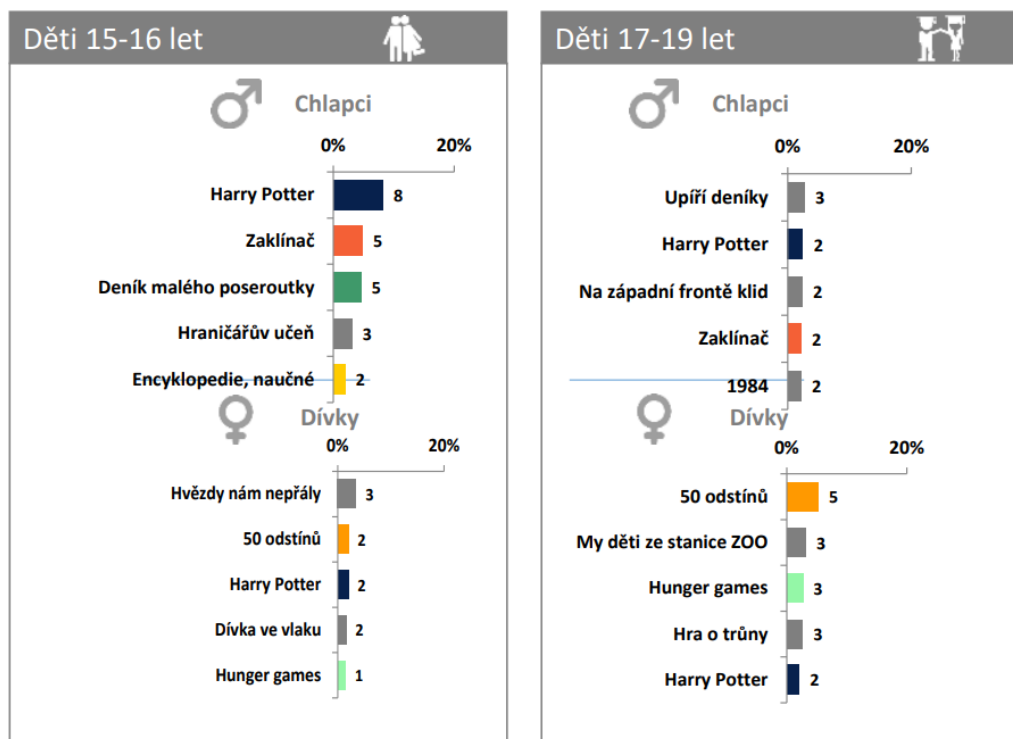 Děti 15-16 let
Chlapci
0% 20%
Harry Potter 8
Zaklínač 5
Deník malého poseroutky 5
Hraničářův učeň 3
Encyklopedie, naučné 2
Dívky
0% 20%
Hvězdy nám nepřály 3
50 odstínů 2
Harry Potter 2
Dívka ve vlaku 2
Hunger games 1
Děti 17-19 let
Chlapci
0% 20%
Upíří deníky 3
Harry Potter 2
Na západní frontě klid 2
Zaklínač 2
1984 2
Dívky
0% 20%
50 odstínů 5
My děti ze stanice ZOO 3
Hunger games 3
Hra o trůny 3
Harry Potter 2